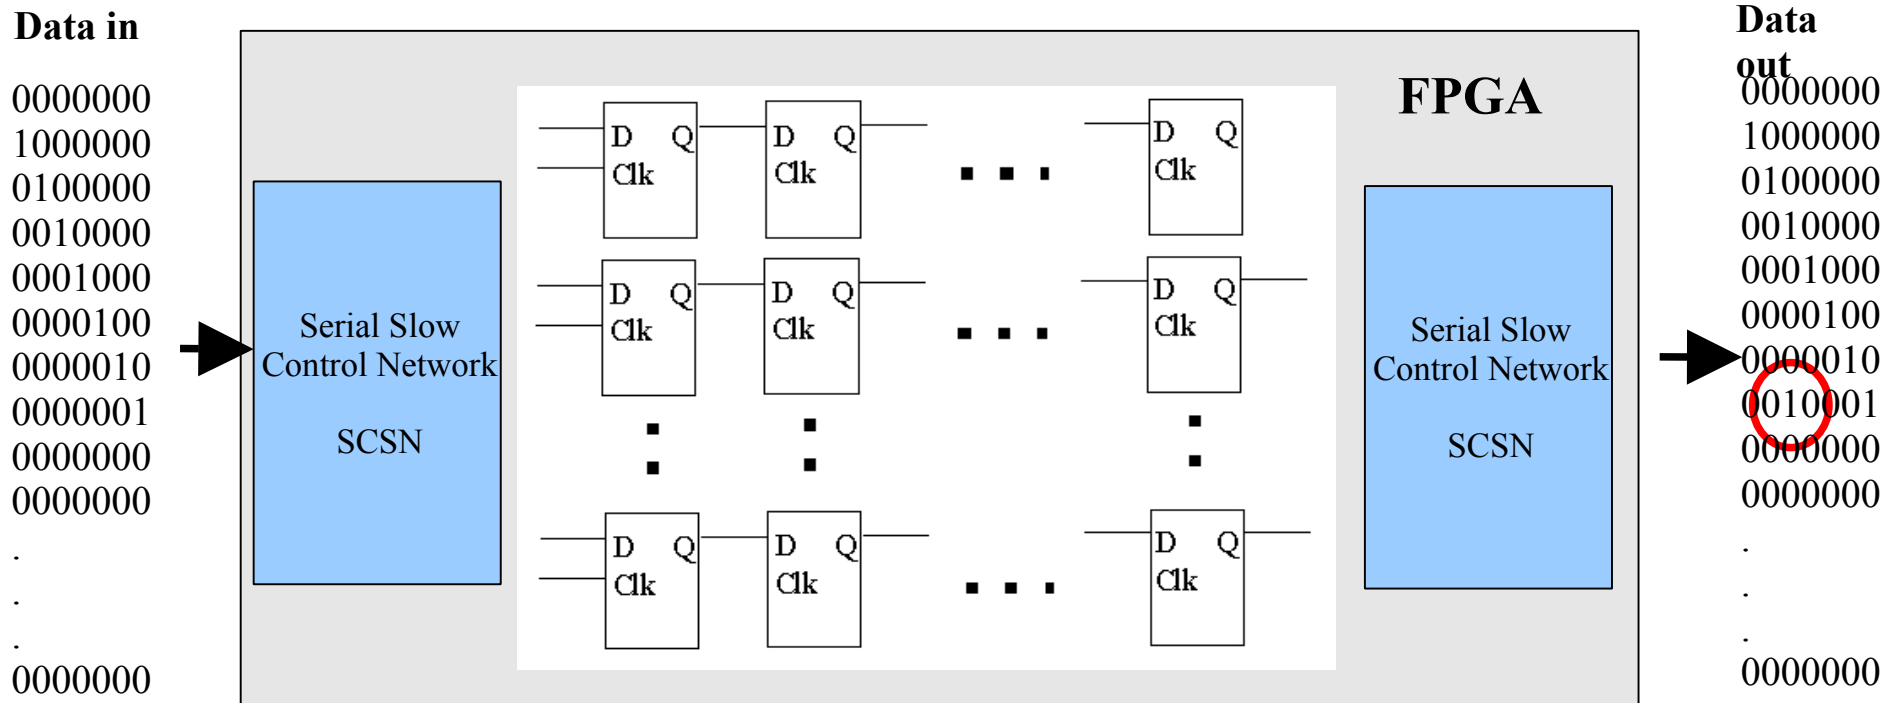 Data in
0000000
1000000
0100000
0010000
0001000
0000100
0000010
0000001
0000000
0000000
.
.
.
0000000
FPGA
Serial Slow
Control Network
SCSN
D Q
Clk
D Q
Clk
D Q
Clk
D Q
Clk
D Q
Clk
D Q
Clk
D Q
Clk
D Q
Clk
D Q
Clk
Serial Slow
Control Network
SCSN
Data
out
0000000
1000000
0100000
0010000
0001000
0000100
0000010
0010001
0000000
0000000
.
.
.
0000000